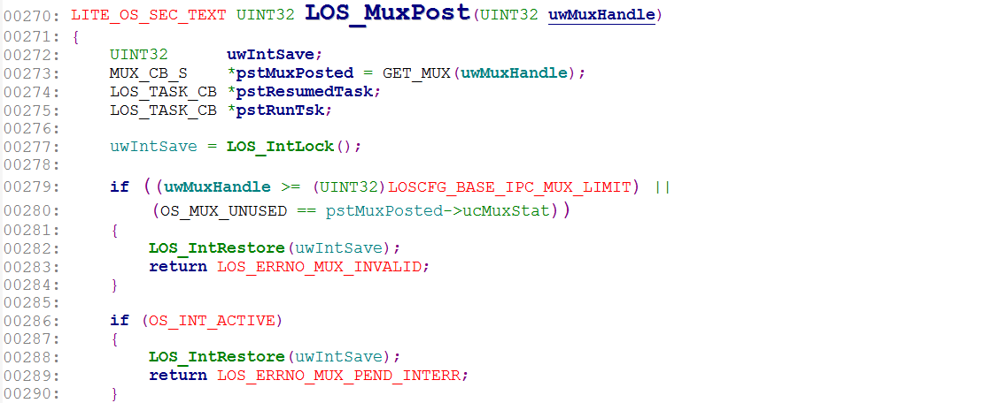 00270: LITE_OS_SEC_TEXT UINT32 LOS_MuxPost(UINT32 uwMuxHandle)
00271: {
00272:     UINT32      uwIntSave;
00273:     MUX_CB_S    *pstMuxPosted = GET_MUX(uwMuxHandle);
00274:     LOS_TASK_CB *pstResumedTask;
00275:     LOS_TASK_CB *pstRunTsk;
00276:
00277:     uwIntSave = LOS_IntLock();
00278:
00279:     if ((uwMuxHandle >= (UINT32)LOSCFG_BASE_IPC_MUX_LIMIT) ||
00280:         (OS_MUX_UNUSED == pstMuxPosted->ucMuxStat))
00281:     {
00282:         LOS_IntRestore(uwIntSave);
00283:         return LOS_ERRNO_MUX_INVALID;
00284:     }
00285:
00286:     if (OS_INT_ACTIVE)
00287:     {
00288:         LOS_IntRestore(uwIntSave);
00289:         return LOS_ERRNO_MUX_PEND_INTERR;
00290:     }